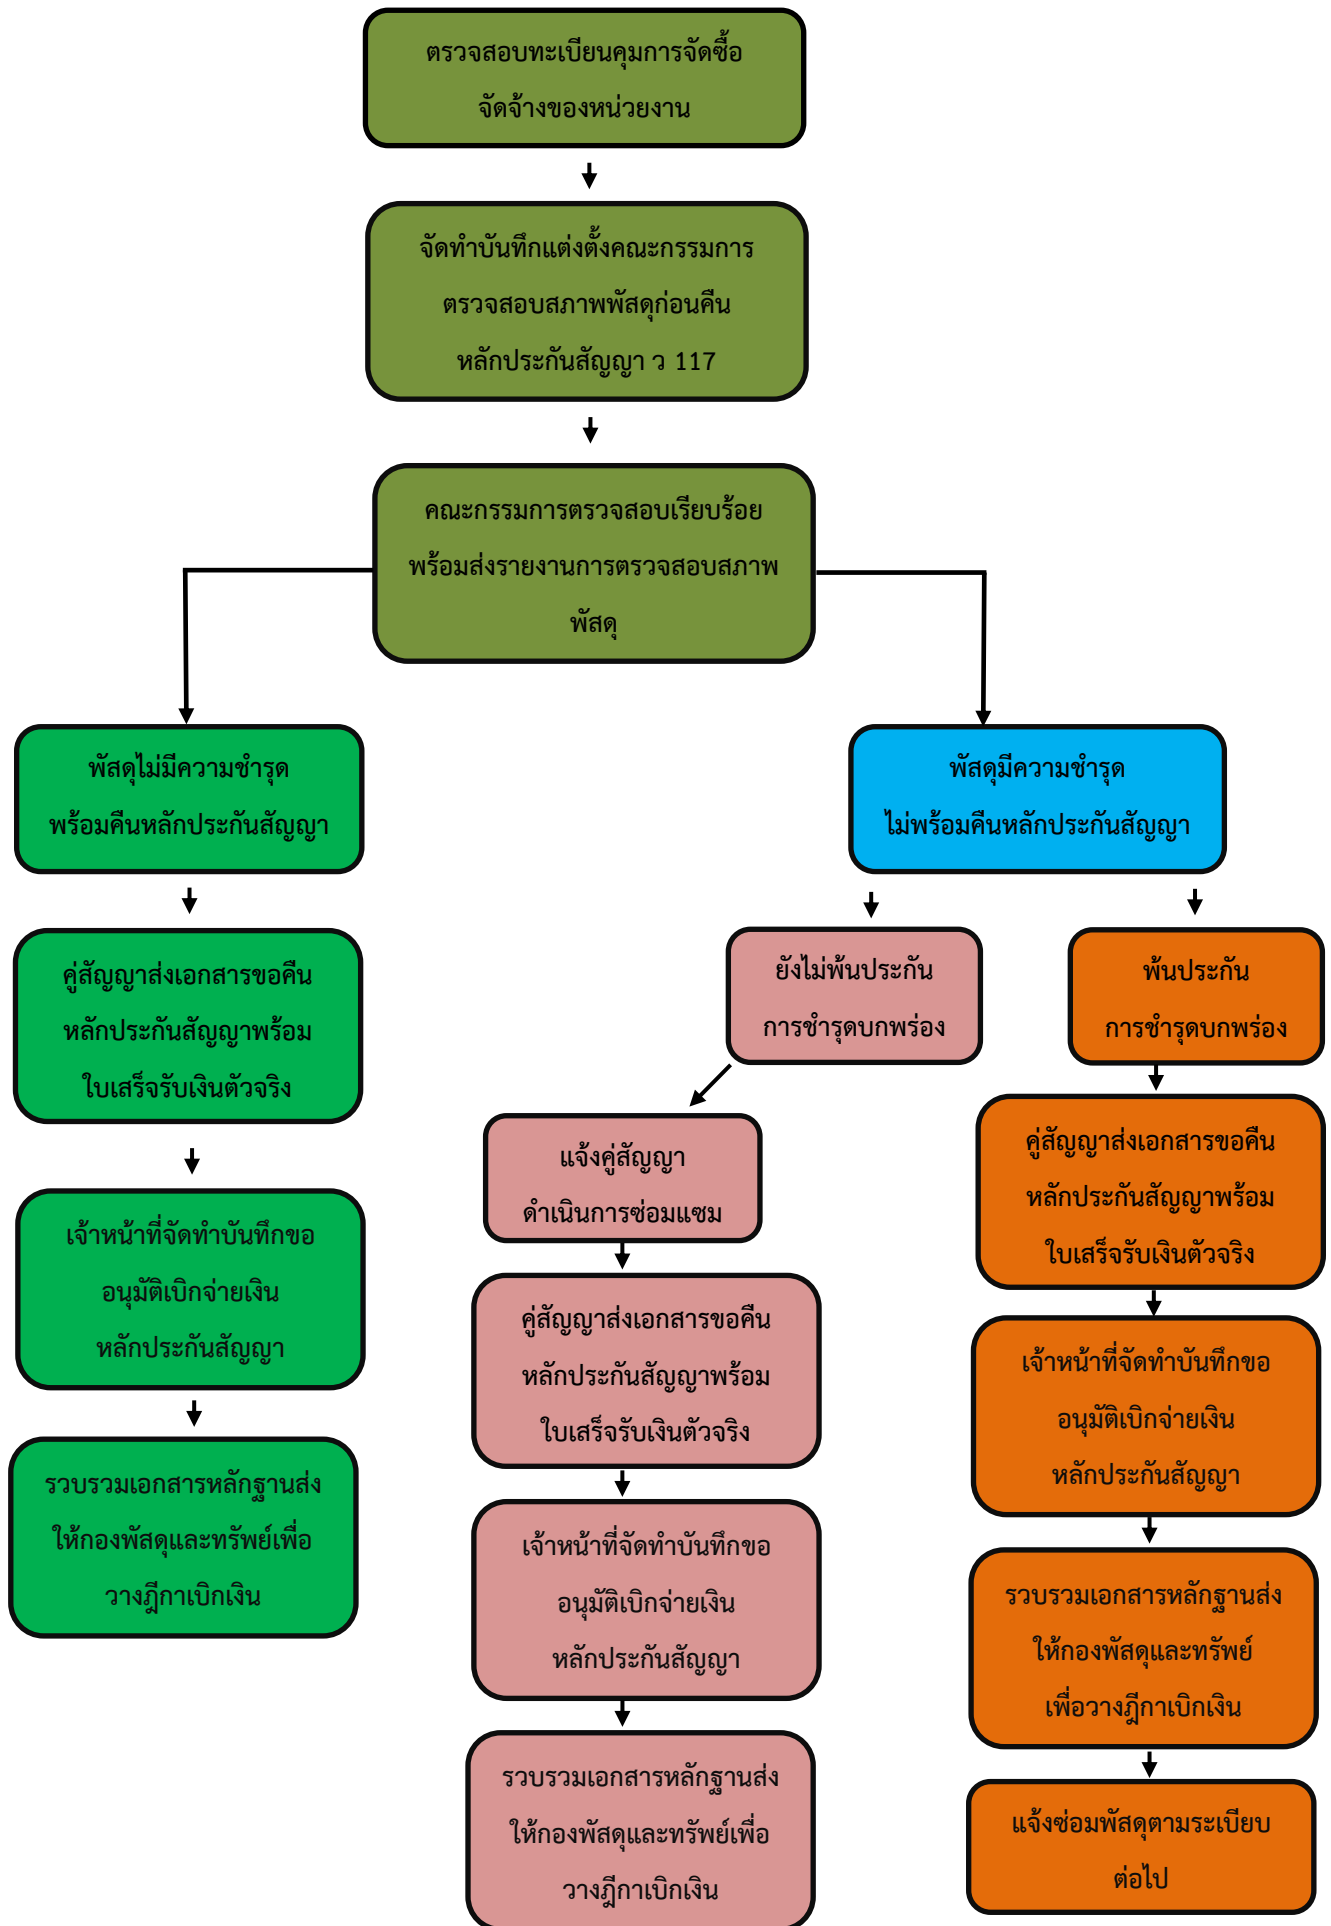 ตรวจสอบทะเบียนคุมการจัดซื้อ
จัดจ้างของหน่วยงาน
จัดทำบันทึกแต่งตั้งคณะกรรมการ
ตรวจสอบสภาพพัสดุก่อนคืน
หลักประกันสัญญา ว 117
คณะกรรมการตรวจสอบเรียบร้อย
พร้อมส่งรายงานการตรวจสอบสภาพ
พัสดุ
พัสดุไม่มีความชำรุด
พร้อมคืนหลักประกันสัญญา
คู่สัญญาส่งเอกสารขอคืน
หลักประกันสัญญาพร้อม
ใบเสร็จรับเงินตัวจริง
เจ้าหน้าที่จัดทำบันทึกขอ
อนุมัติเบิกจ่ายเงิน
หลักประกันสัญญา
รวบรวมเอกสารหลักฐานส่ง
ให้กองพัสดุและทรัพย์เพื่อ
วางฎีกาเบิกเงิน
พัสดุมีความชำรุด
ไม่พร้อมคืนหลักประกันสัญญา
ยังไม่พ้นประกัน
การชำรุดบกพร่อง
แจ้งคู่สัญญา
ดำเนินการซ่อมแซม
คู่สัญญาส่งเอกสารขอคืน
หลักประกันสัญญาพร้อม
ใบเสร็จรับเงินตัวจริง
เจ้าหน้าที่จัดทำบันทึกขอ
อนุมัติเบิกจ่ายเงิน
หลักประกันสัญญา
รวบรวมเอกสารหลักฐานส่ง
ให้กองพัสดุและทรัพย์เพื่อ
วางฎีกาเบิกเงิน
พ้นประกัน
การชำรุดบกพร่อง
คู่สัญญาส่งเอกสารขอคืน
หลักประกันสัญญาพร้อม
ใบเสร็จรับเงินตัวจริง
เจ้าหน้าที่จัดทำบันทึกขอ
อนุมัติเบิกจ่ายเงิน
หลักประกันสัญญา
รวบรวมเอกสารหลักฐานส่ง
ให้กองพัสดุและทรัพย์
เพื่อวางฎีกาเบิกเงิน
แจ้งซ่อมพัสดุตามระเบียบ
ต่อไป